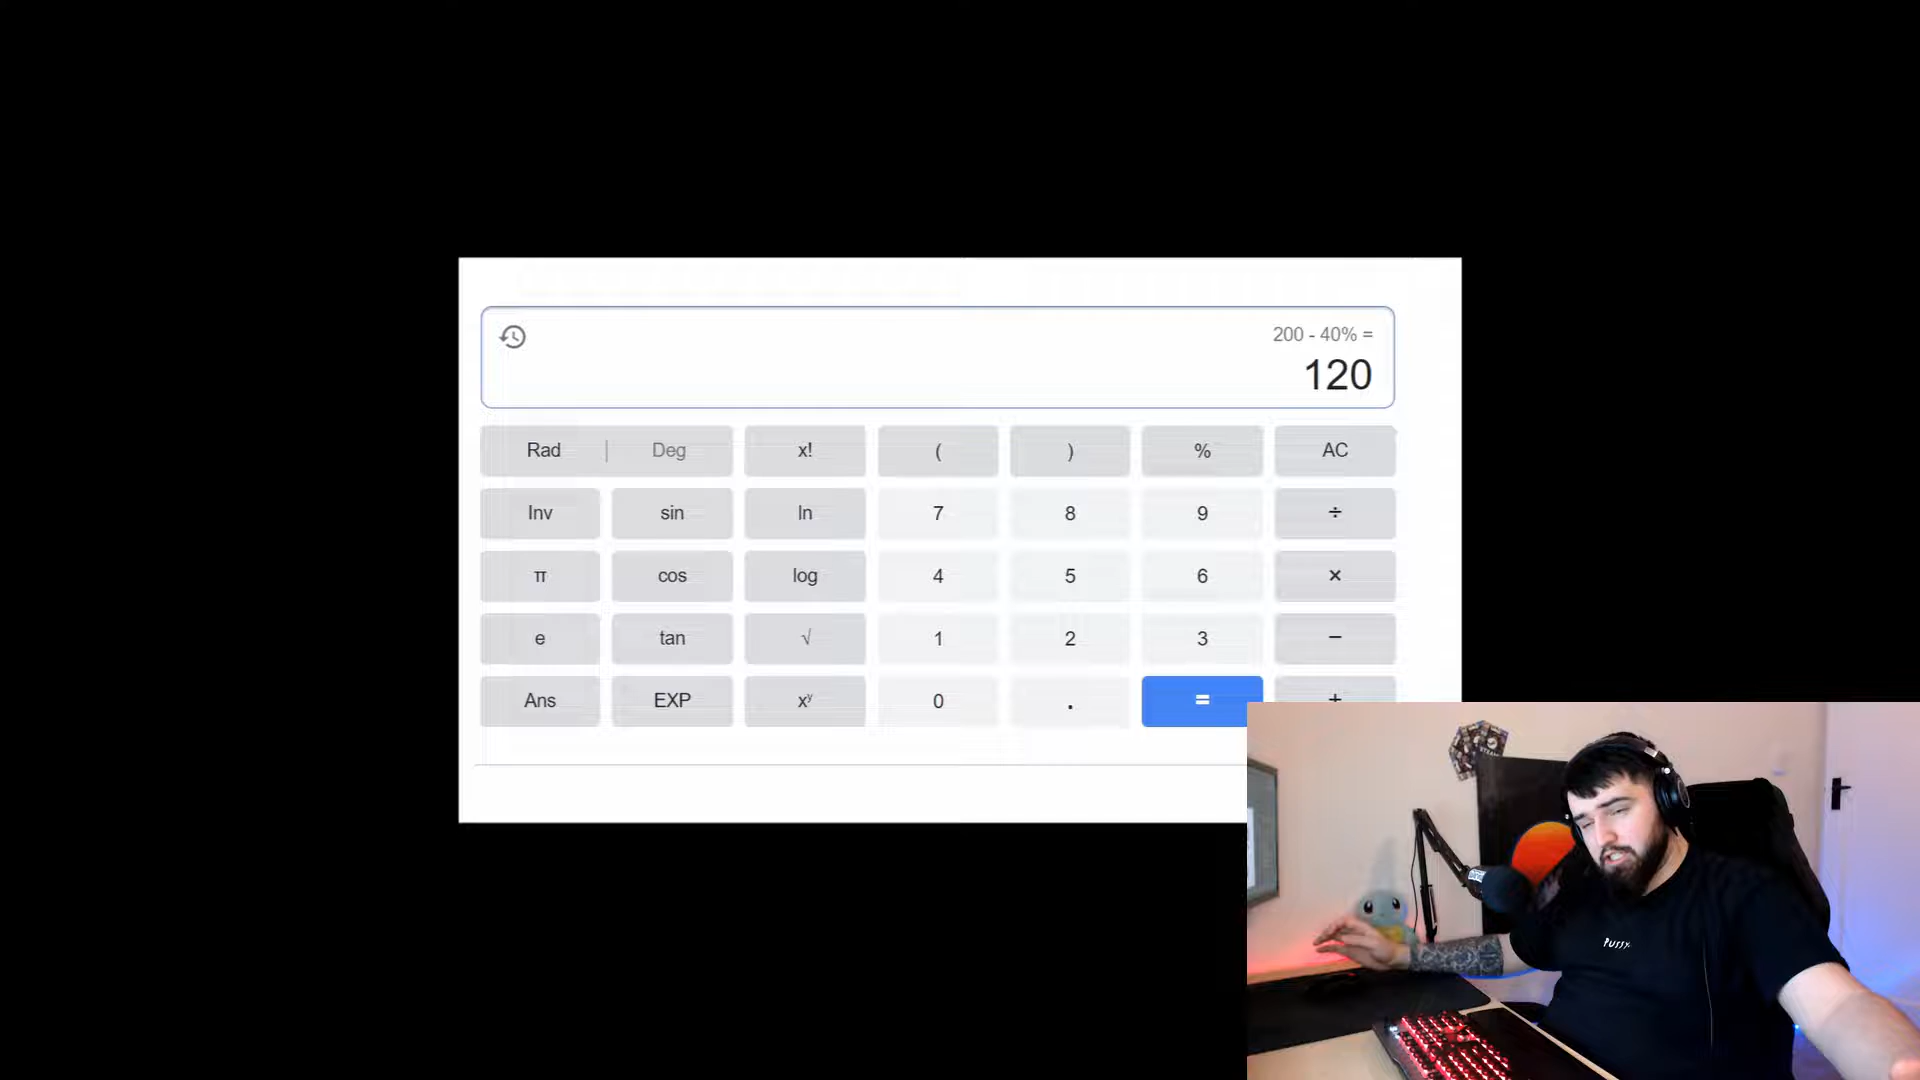 200 - 40% =
120
Rad | Deg x! ( ) % AC
Inv sin ln 7 8 9 ÷
π cos log 4 5 6 ×
e tan √ 1 2 3 −
Ans EXP xʸ 0 . = +
Pussy